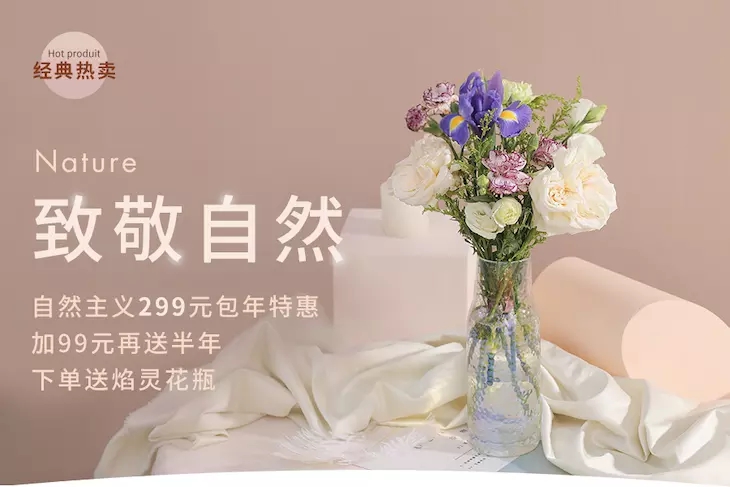 Hot produit
经典热卖
Nature
致敬自然
自然主义299元包年特惠
加99元再送半年
下单送焰灵花瓶